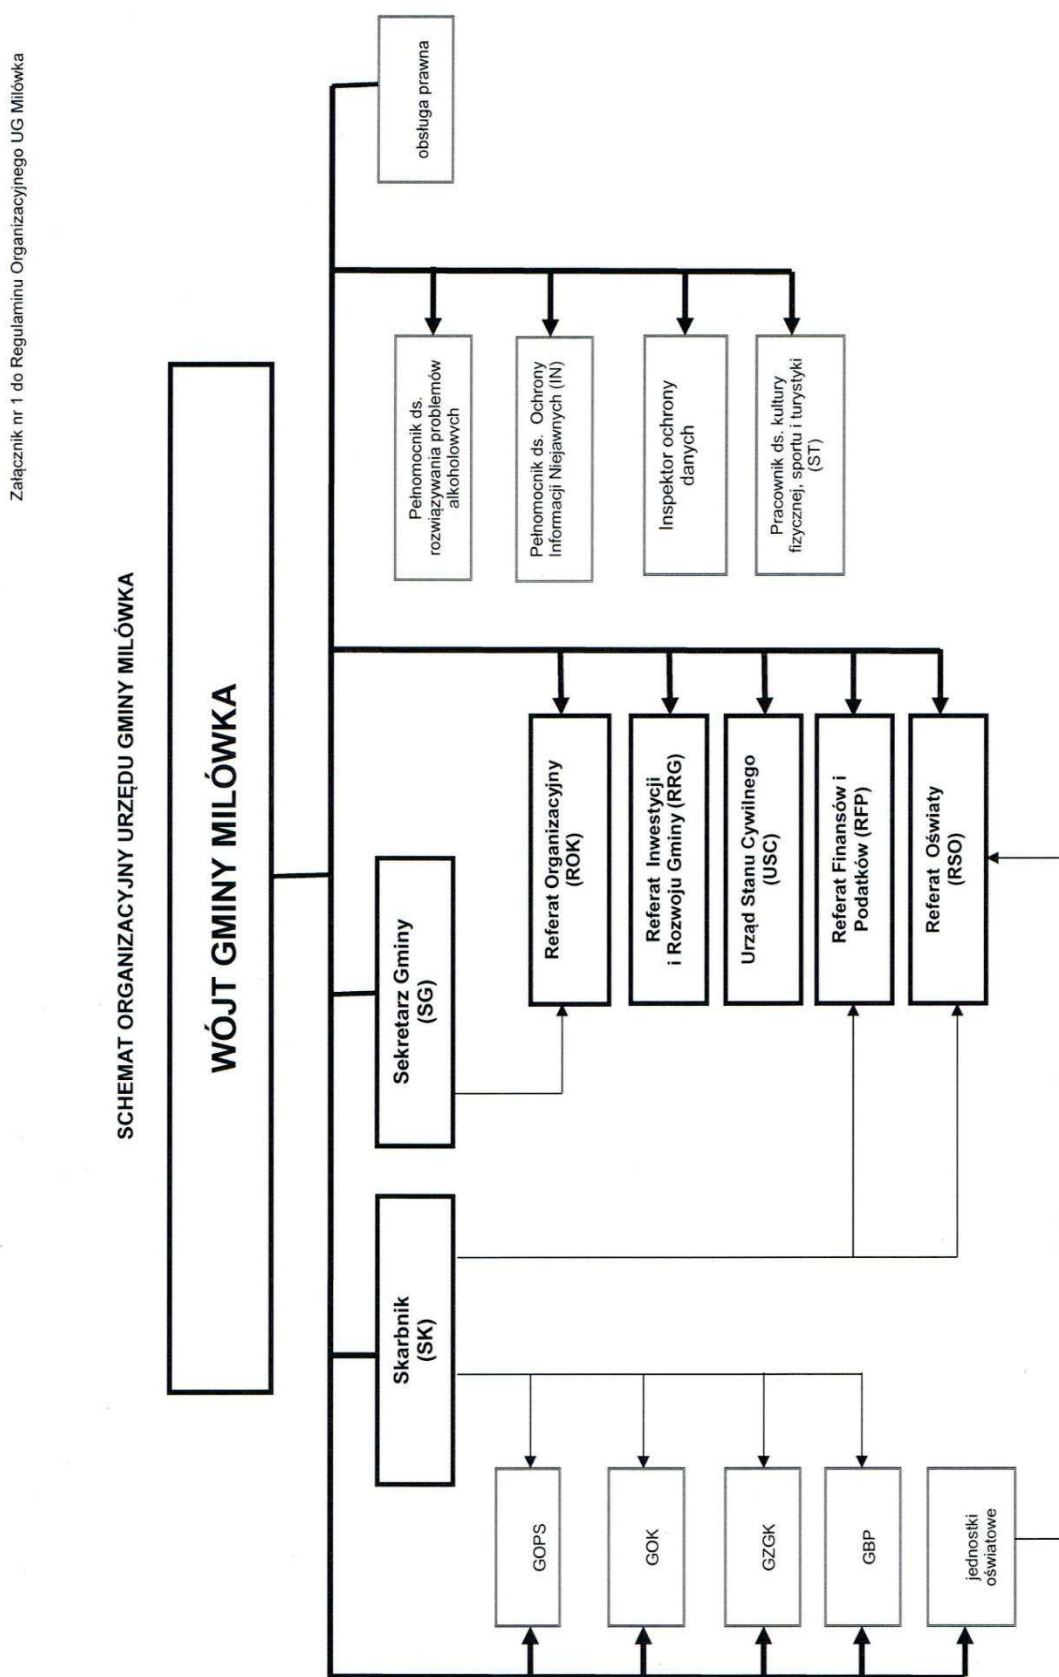 Załącznik nr 1 do Regulaminu Organizacyjnego UG Milówka
SCHEMAT ORGANIZACYJNY URZĘDU GMINY MILÓWKA
WÓJT GMINY MILÓWKA
Skarbnik
(SK)
Sekretarz Gminy
(SG)
obsługa prawna
GOPS
GOK
GZGK
GBP
jednostki
oświatowe
Referat Organizacyjny
(ROK)
Referat Inwestycji
i Rozwoju Gminy (RRG)
Urząd Stanu Cywilnego
(USC)
Referat Finansów i
Podatków (RFP)
Referat Oświaty
(RSO)
Pełnomocnik ds.
rozwiązywania problemów
alkoholowych
Pełnomocnik ds. Ochrony
Informacji Niejawnych (IN)
Inspektor ochrony
danych
Pracownik ds. kultury
fizycznej, sportu i turystyki
(ST)